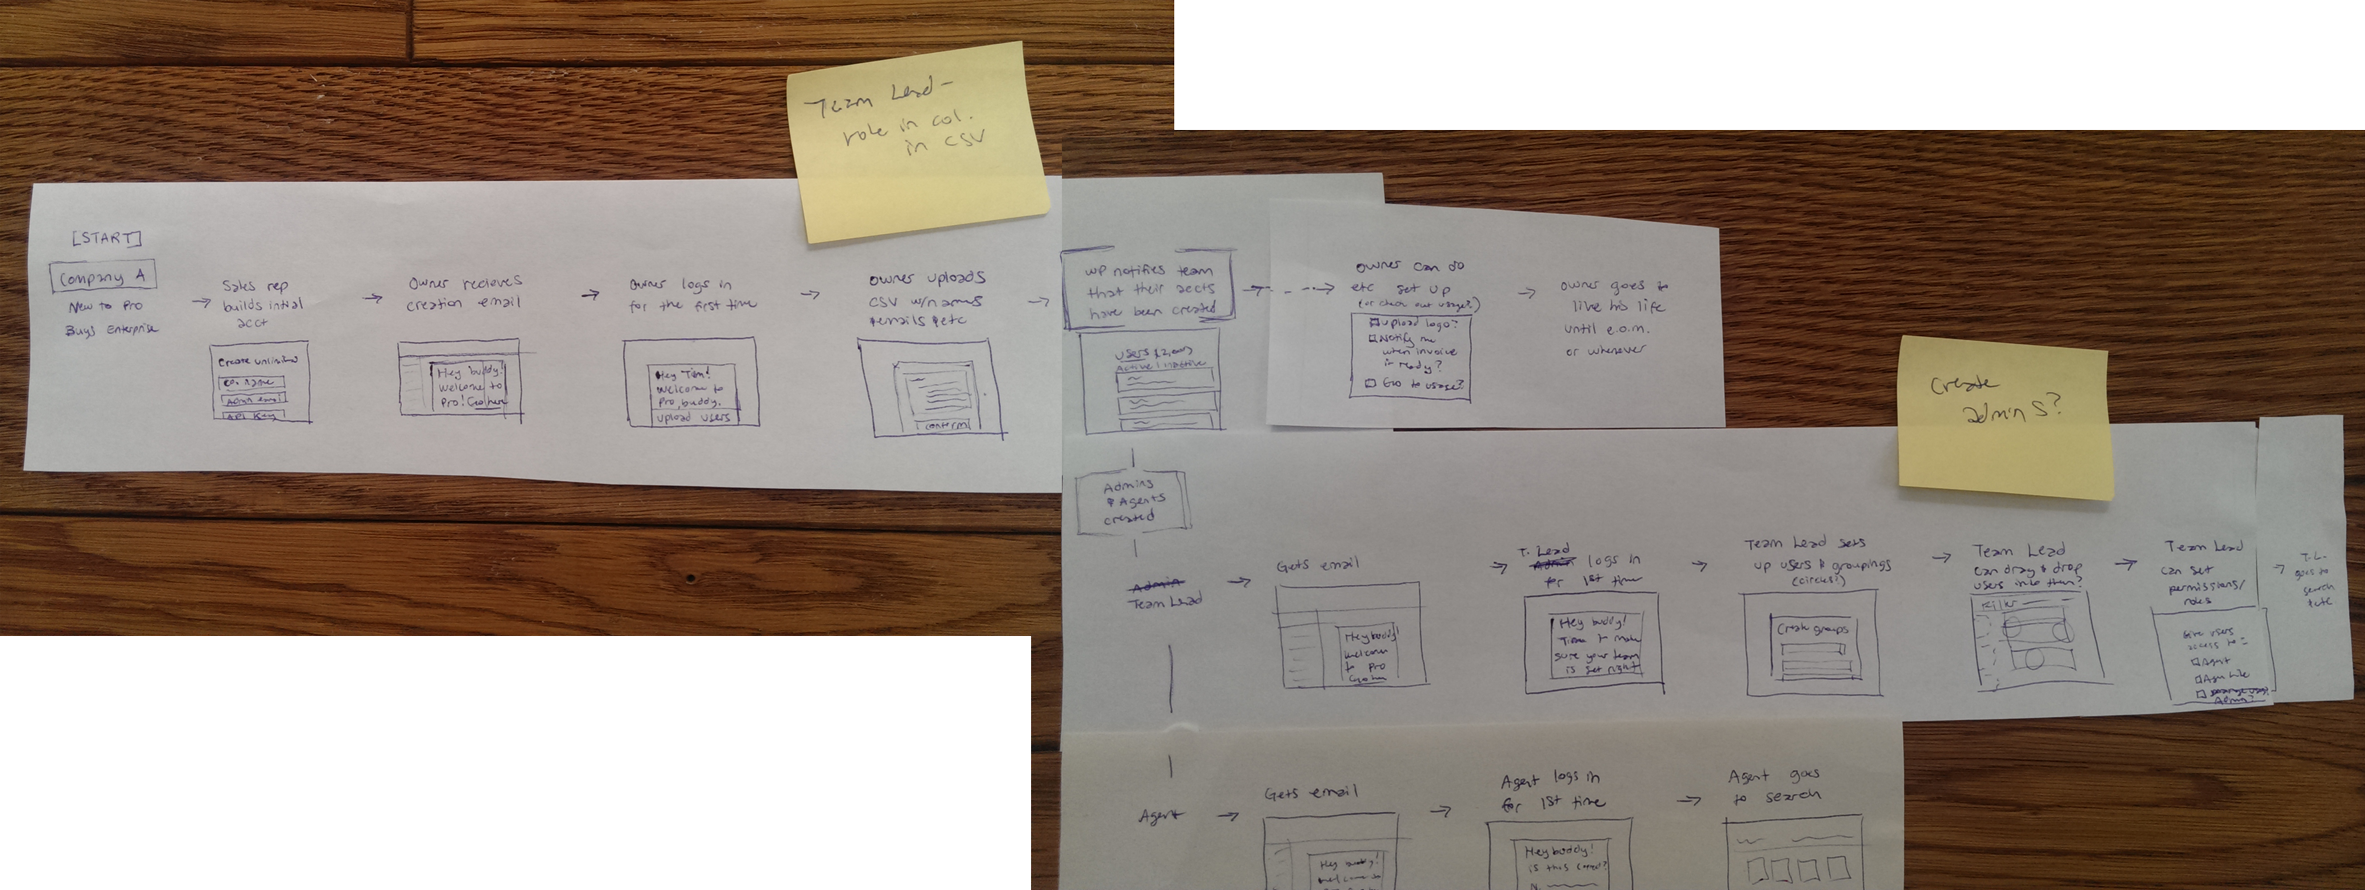 Team Lead -
role in col.
in CSV
[START]
Company A
New to Pro
Buys Enterprise
→ Sales rep
builds intial
acct
Create unlimited
Co. name
Admin email
API Key
→ Owner recieves
creation email
Hey buddy!
Welcome to
Pro! Go here
→ Owner logs in
for the first time
Hey Tim!
Welcome to
Pro, buddy.
Upload users
→ Owner uploads
CSV w/names
& emails & etc
Confirm
→ WP notifies team
that their accts
have been created
Users (2,000)
Active | Inactive
→ - - → Owner can do
etc set up
(or check out usage?)
Upload logo?
Notify me
when invoice
is ready?
Go to usage?
→ Owner goes to
live his life
until e.o.m.
or whenever
Create
admins?
Admins
& Agents
created
Admin
Team Lead
→ Gets email
Hey buddy!
Welcome
to Pro
Go here
→ T. Lead
Admin logs in
for 1st time
Hey buddy!
Time to make
sure your team
is set right
→ Team Lead sets
up users & groupings
(circus?)
Create groups
→ Team Lead
can drag & drop
users into them?
Filter
→ Team Lead
can set
permissions/
roles
Give users
access to:
Agent
Admin?
→ T.L.
goes to
search
Agent
→ Gets email
Hey buddy!
Welcome to
→ Agent logs in
for 1st time
Hey buddy!
is this correct?
N.
→ Agent goes
to search